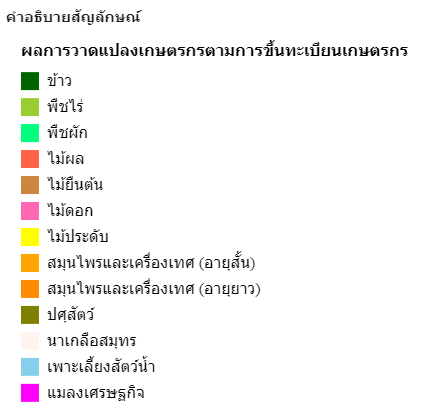 คำอธิบายสัญลักษณ์
ผลการวาดแปลงเกษตรกรตามการขึ้นทะเบียนเกษตรกร
ข้าว
พืชไร่
พืชผัก
ไม้ผล
ไม้ยืนต้น
ไม้ดอก
ไม้ประดับ
สมุนไพรและเครื่องเทศ (อายุสั้น)
สมุนไพรและเครื่องเทศ (อายุยาว)
ปศุสัตว์
นาเกลือสมุทร
เพาะเลี้ยงสัตว์น้ำ
แมลงเศรษฐกิจ